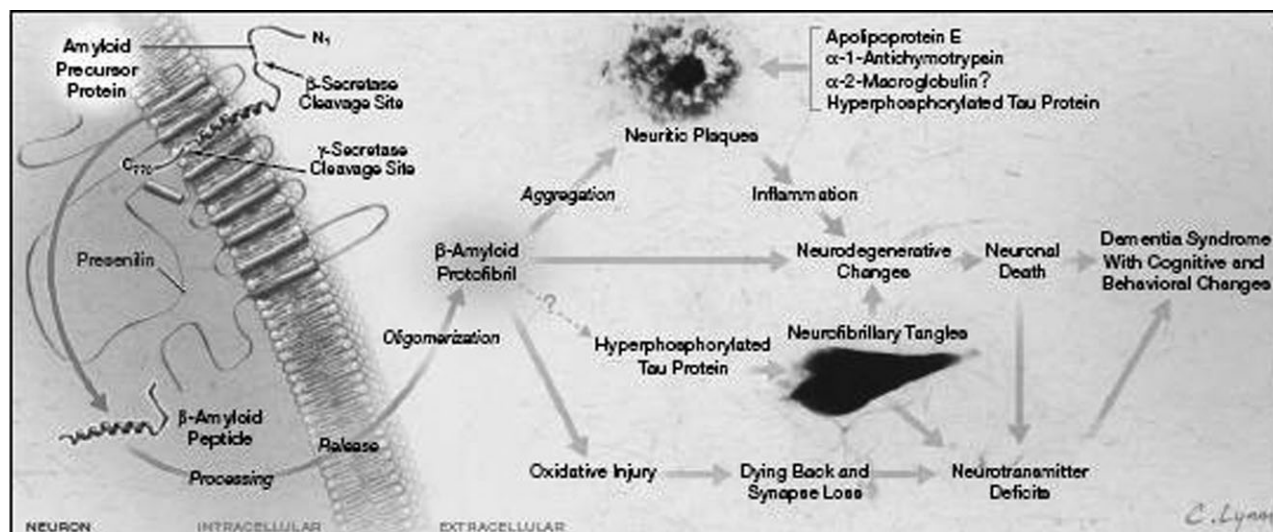 Amyloid
Precursor
Protein
N1
β-Secretase
Cleavage Site
γ-Secretase
Cleavage Site
C770
Presenilin
β-Amyloid
Peptide
Processing
Release
Oligomerization
β-Amyloid
Protofibril
Aggregation
Neuritic Plaques
Apolipoprotein E
α-1-Antichymotrypsin
α-2-Macroglobulin?
Hyperphosphorylated Tau Protein
Inflammation
Neurodegenerative
Changes
Neuronal
Death
Dementia Syndrome
With Cognitive and
Behavioral Changes
?
Hyperphosphorylated
Tau Protein
Neurofibrillary Tangles
Oxidative Injury
Dying Back and
Synapse Loss
Neurotransmitter
Deficits
NEURON
INTRACELLULAR
EXTRACELLULAR